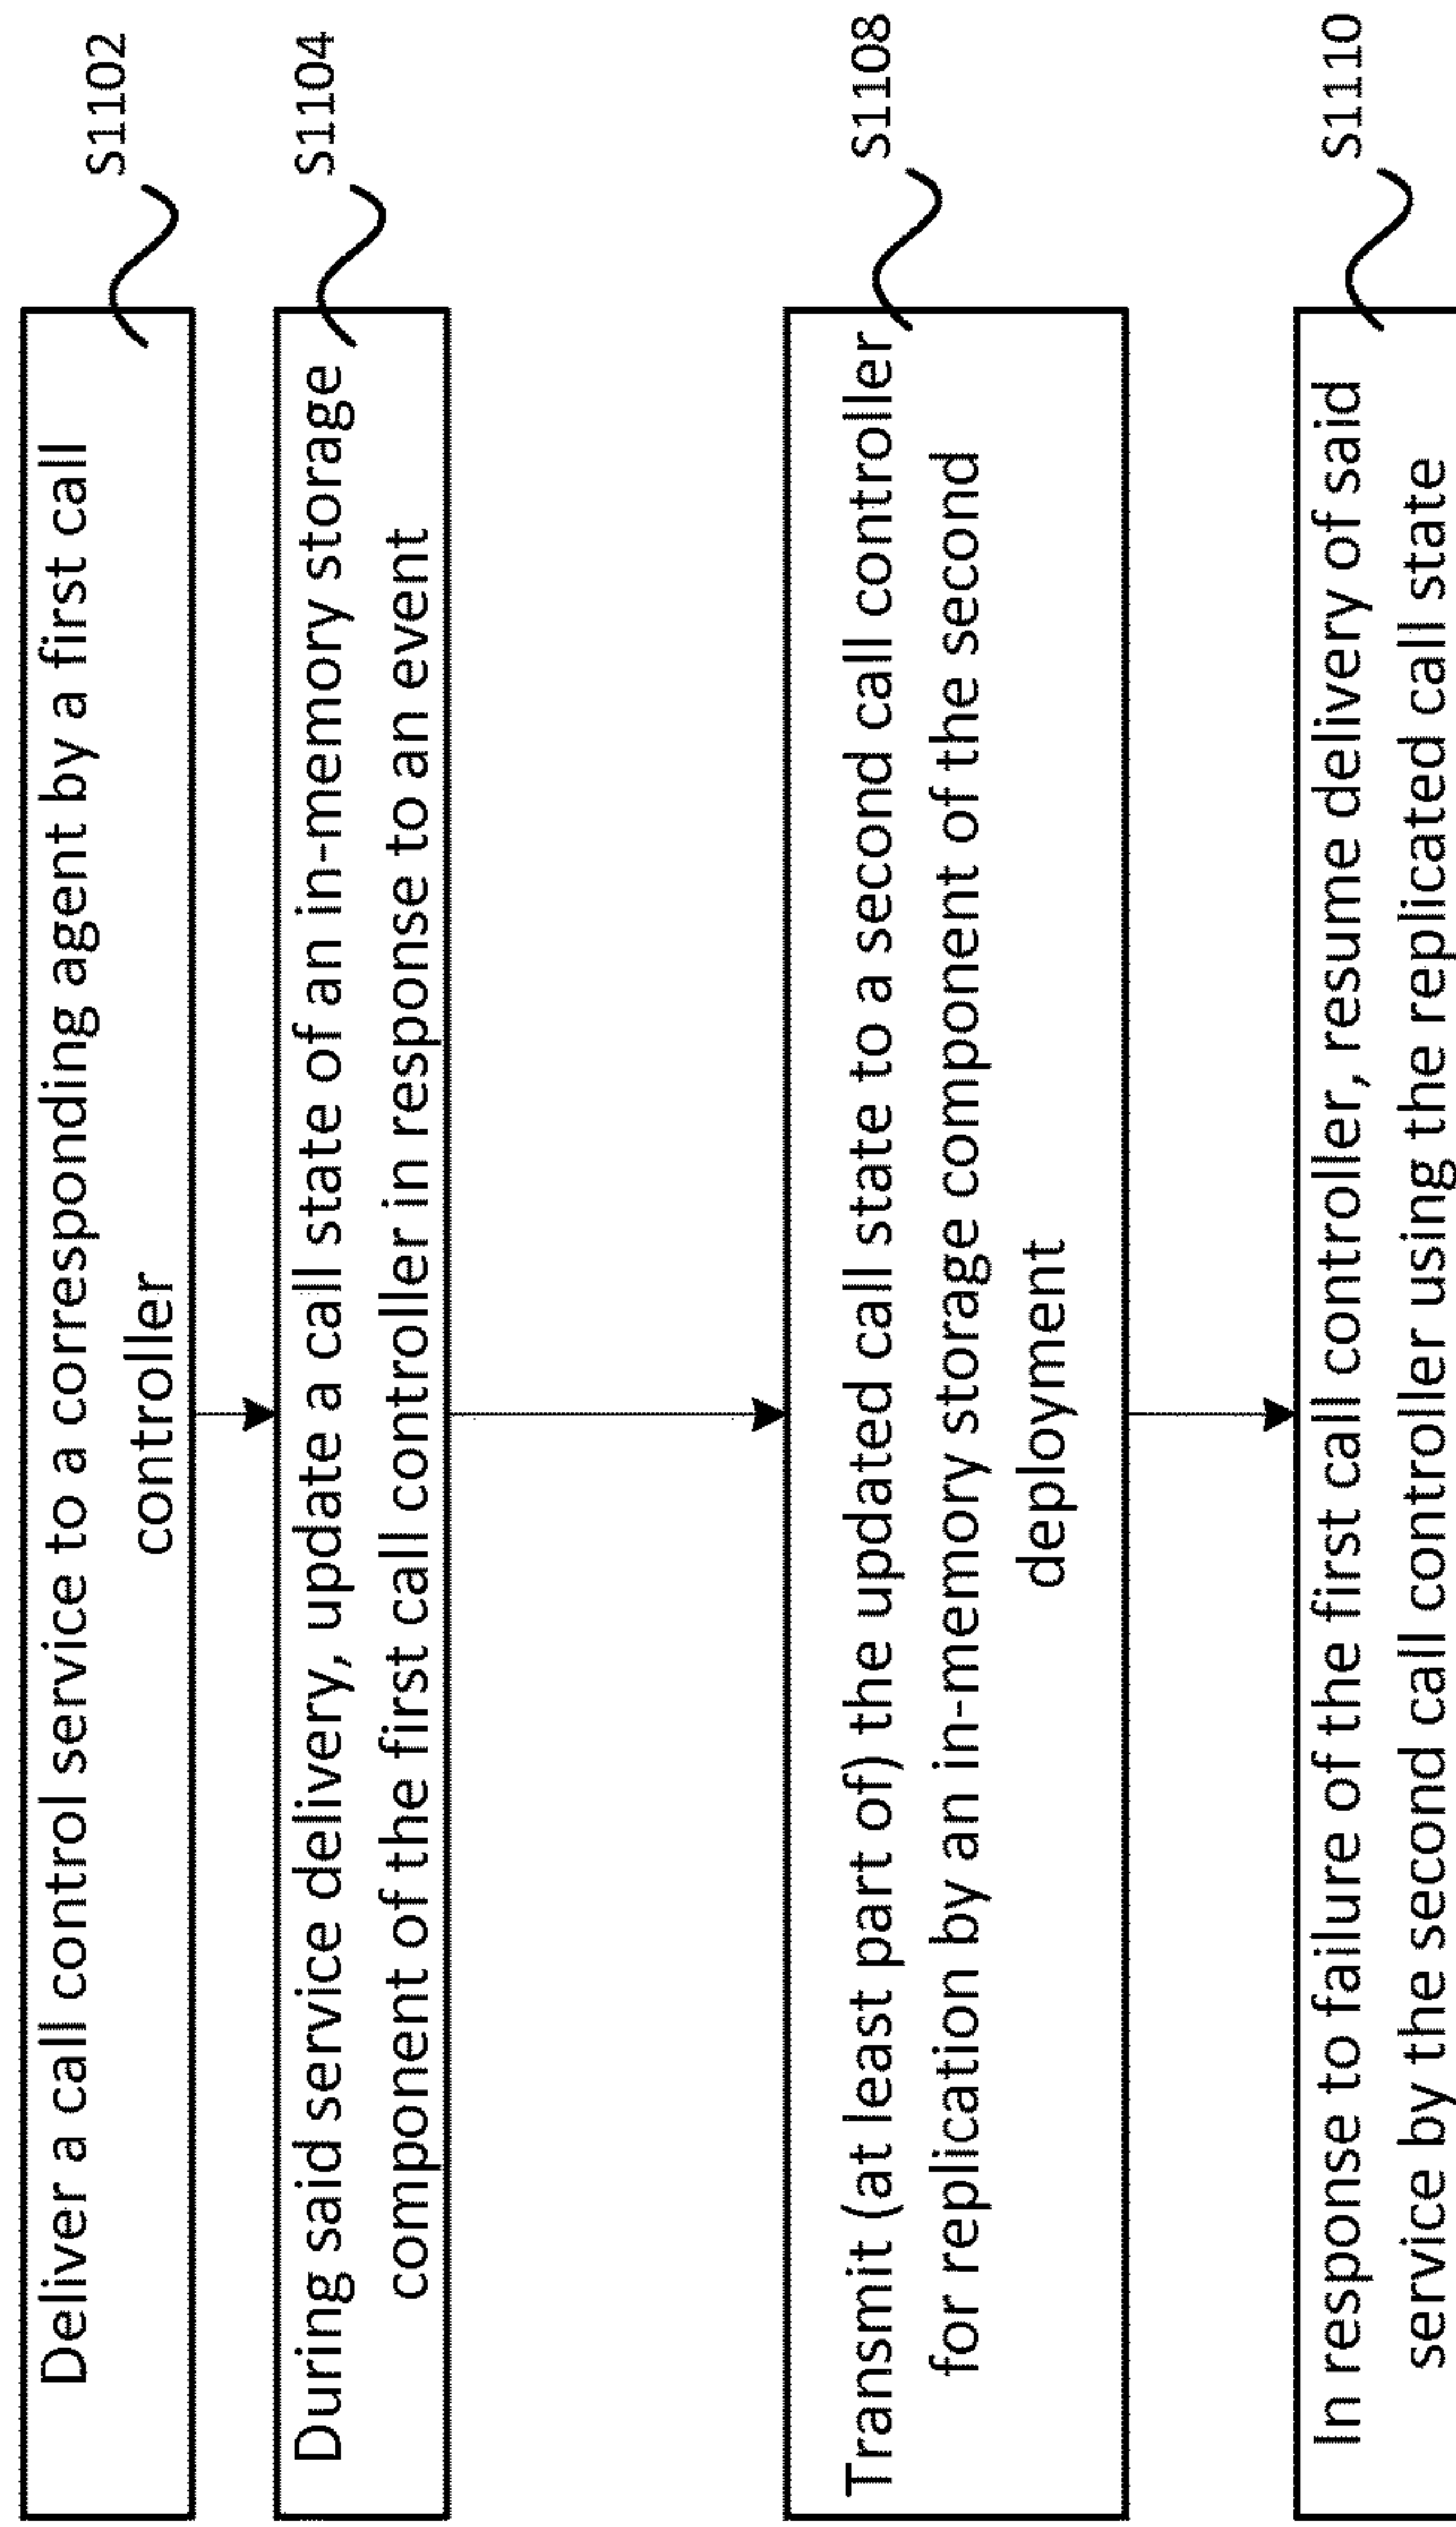 Deliver a call control service to a corresponding agent by a first call
controller
S1102
During said service delivery, update a call state of an in-memory storage
component of the first call controller in response to an event
S1104
Transmit (at least part of) the updated call state to a second call controller
for replication by an in-memory storage component of the second
deployment
S1108
In response to failure of the first call controller, resume delivery of said
service by the second call controller using the replicated call state
S1110